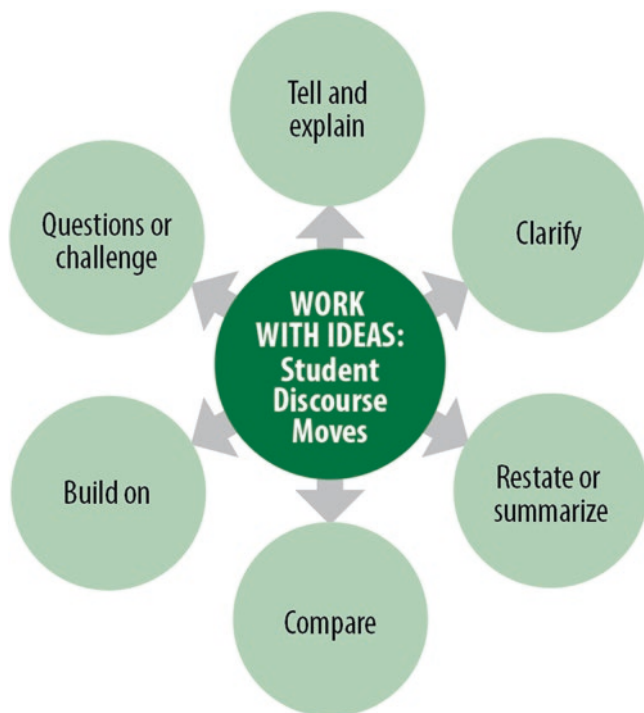 Tell and
explain
Questions or
challenge
Clarify
WORK
WITH IDEAS:
Student
Discourse
Moves
Build on
Restate or
summarize
Compare